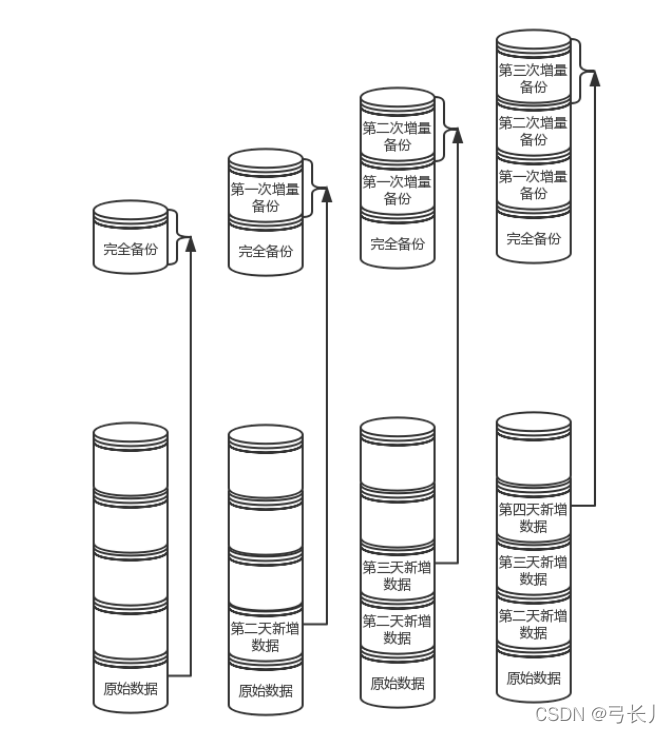 第三次增量
备份
第二次增量
备份
第一次增量
备份
完全备份
第二次增量
备份
第一次增量
备份
完全备份
第一次增量
备份
完全备份
完全备份
原始数据
第二天新增
数据
原始数据
第三天新增
数据
第二天新增
数据
原始数据
第四天新增
数据
第三天新增
数据
第二天新增
数据
原始数据
CSDN @弓长